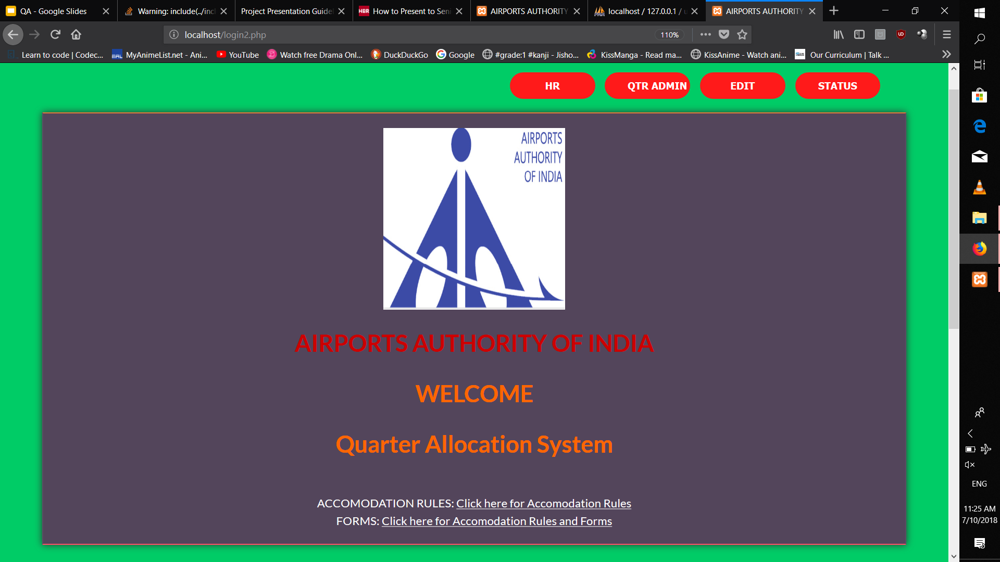 QA - Google Slides
Warning: include(../incl
Project Presentation Guidel
HBR How to Present to Seni
AIRPORTS AUTHORITY
localhost / 127.0.0.1 / u
AIRPORTS AUTHORITY
localhost/login2.php
110%
Learn to code | Codec...
MAL MyAnimeList.net - Ani...
YouTube
Watch free Drama Onl...
DuckDuckGo
Google
#grade:1 #kanji - Jisho...
KissManga - Read ma...
KissAnime - Watch ani...
Our Curriculum | Talk ...
HR
QTR ADMIN
EDIT
STATUS
AIRPORTS
AUTHORITY
OF INDIA
AIRPORTS AUTHORITY OF INDIA
WELCOME
Quarter Allocation System
ACCOMODATION RULES: Click here for Accomodation Rules
FORMS: Click here for Accomodation Rules and Forms
ENG
11:25 AM
7/10/2018